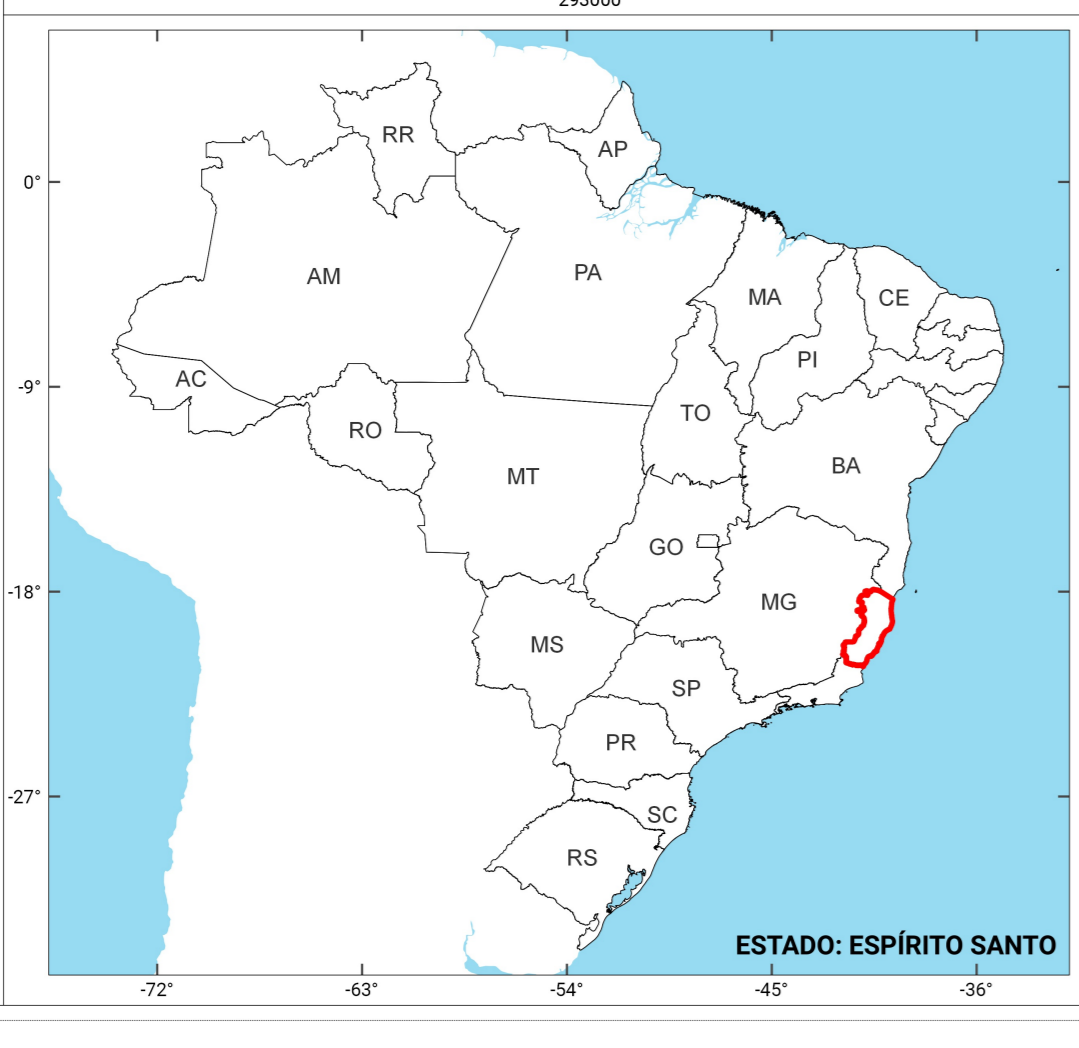 RR
AP
0°
AM
PA
MA
CE
PI
AC
-9°
TO
RO
BA
MT
GO
-18°
MG
MS
SP
PR
-27°
SC
RS
ESTADO: ESPÍRITO SANTO
-72°
-63°
-54°
-45°
-36°